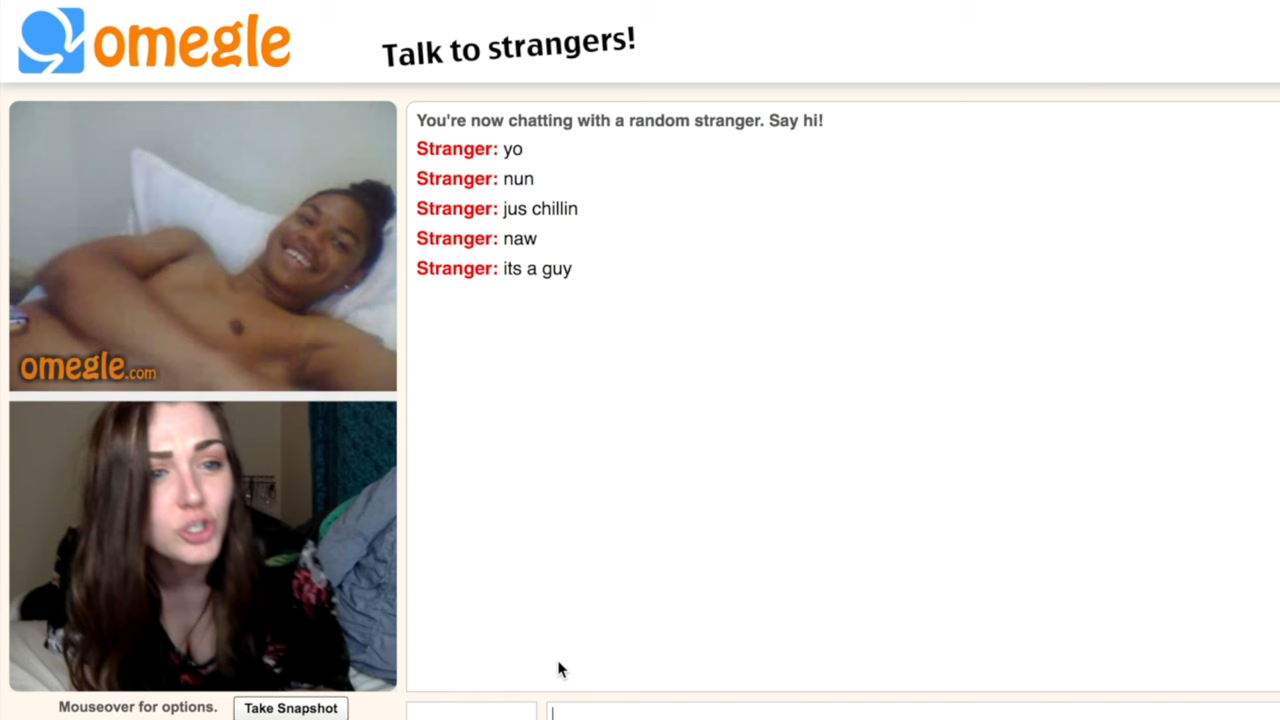 omegle
Talk to strangers!
You're now chatting with a random stranger. Say hi!
Stranger: yo
Stranger: nun
Stranger: jus chillin
Stranger: naw
Stranger: its a guy
omegle.com
Mouseover for options.
Take Snapshot